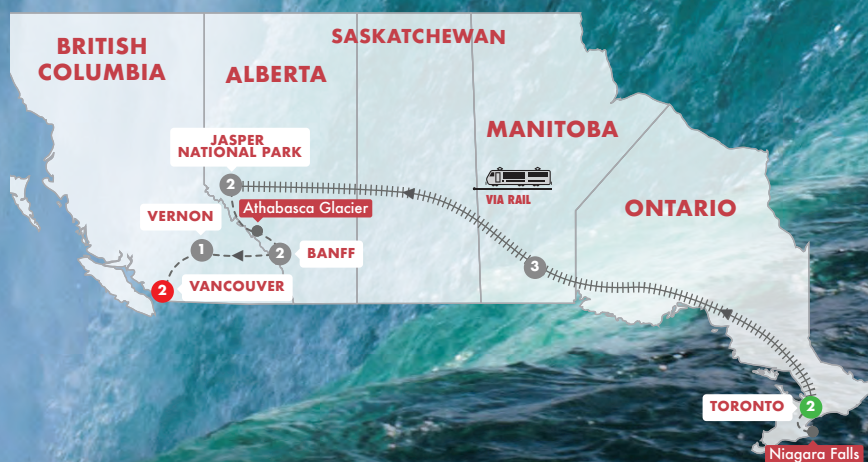 SASKATCHEWAN
BRITISH
COLUMBIA
ALBERTA
MANITOBA
JASPER
NATIONAL PARK
2
VIA RAIL
Athabasca Glacier
ONTARIO
VERNON
1
2
BANFF
3
2
VANCOUVER
TORONTO
2
Niagara Falls